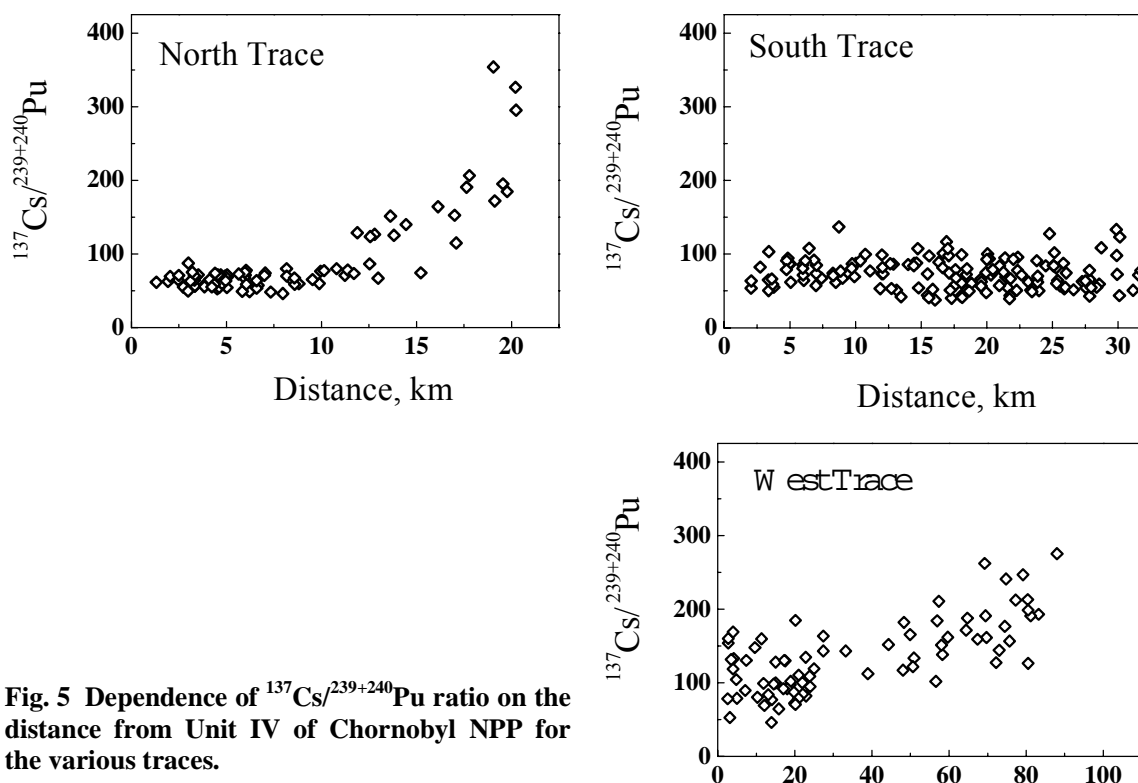 400
300
200
100
0
0 5 10 15 20
North Trace
137Cs/239+240Pu
Distance, km
400
300
200
100
0
0 5 10 15 20 25 30
South Trace
137Cs/239+240Pu
Distance, km
400
300
200
100
0
0 20 40 60 80 100
W estTrace
137Cs/239+240Pu
Fig. 5 Dependence of 137Cs/239+240Pu ratio on the
distance from Unit IV of Chornobyl NPP for
the various traces.